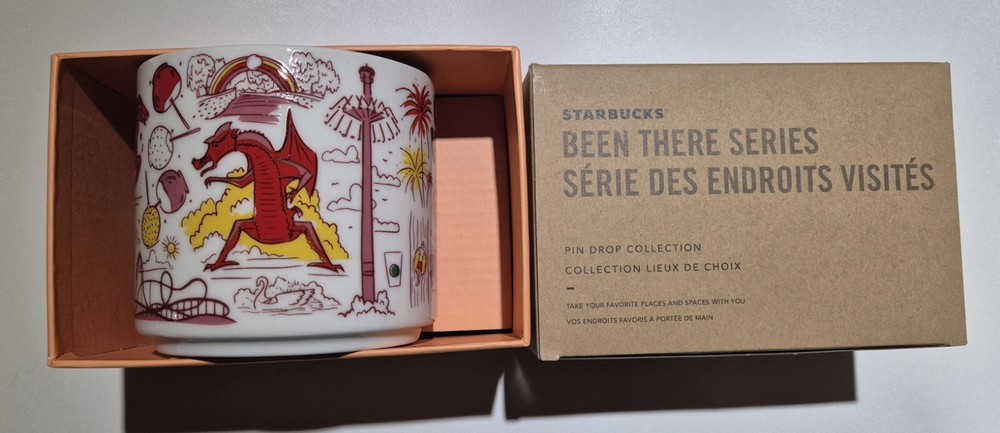 STARBUCKS
BEEN THERE SERIES
SÉRIE DES ENDROITS VISITÉS
PIN DROP COLLECTION
COLLECTION LIEUX DE CHOIX
TAKE YOUR FAVORITE PLACES AND SPACES WITH YOU
VOS ENDROITS FAVORIS À PORTÉE DE MAIN